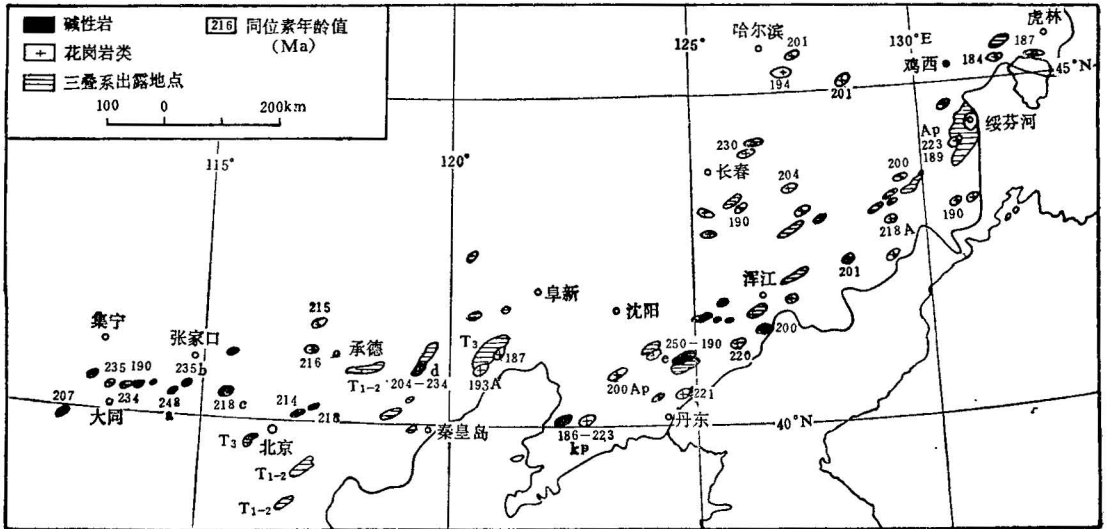 碱性岩
216 同位素年龄值
(Ma)
花岗岩类
三叠系出露地点
100 0 200km
115°
120°
125°
130°E
45°N
40°N
哈尔滨
201
194
201
虎林
187
184
鸡西
绥芬河
Ap
223
189
230
长春
204
200
190
190
218A
201
浑江
200
226
阜新
沈阳
250-190
e
200 Ap
221
丹东
T3
187
193A
215
216
承德
T1-2
d
204-234
集宁
张家口
235 190
235b
234
207
大同
248
a
218c
214
218
T3
北京
秦皇岛
T1-2
T1-2
186-223
kp